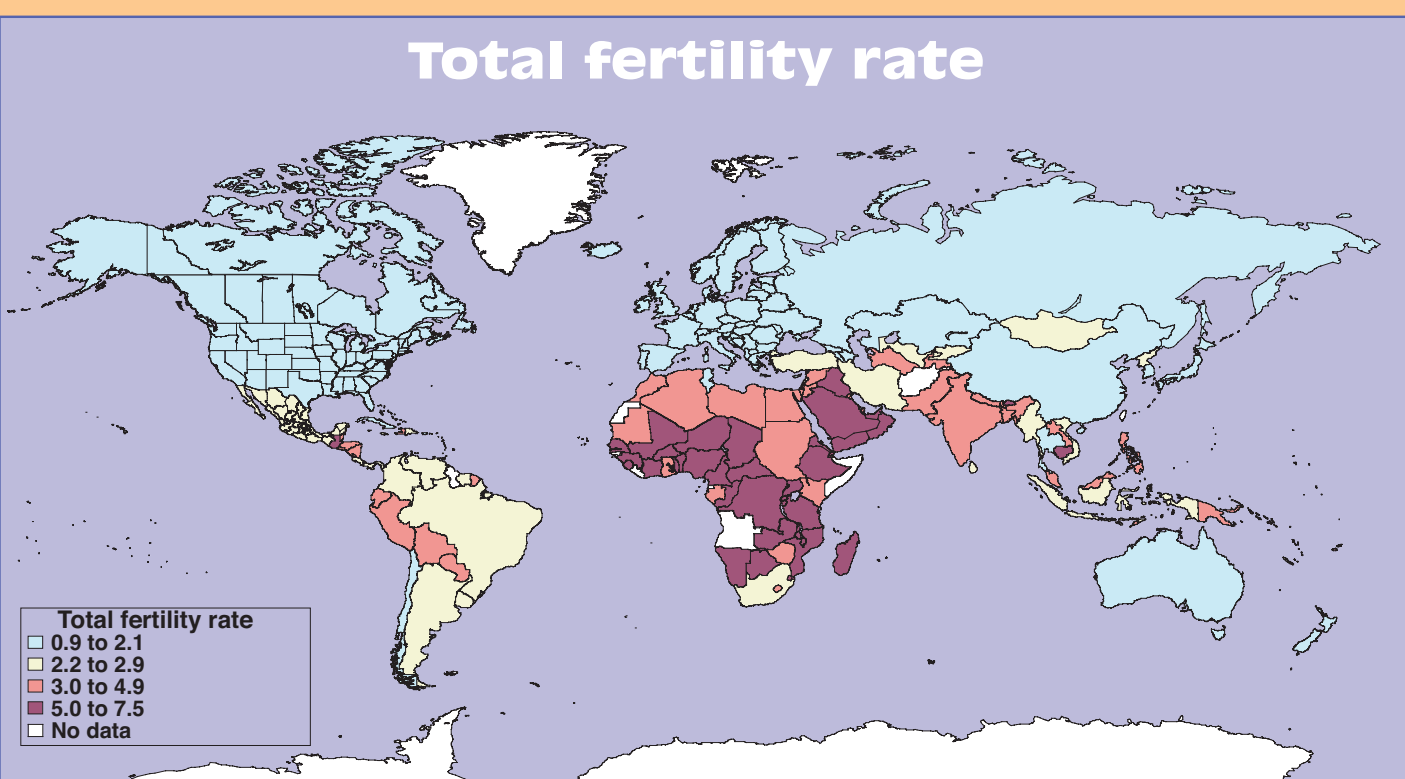 Total fertility rate
Total fertility rate
0.9 to 2.1
2.2 to 2.9
3.0 to 4.9
5.0 to 7.5
No data